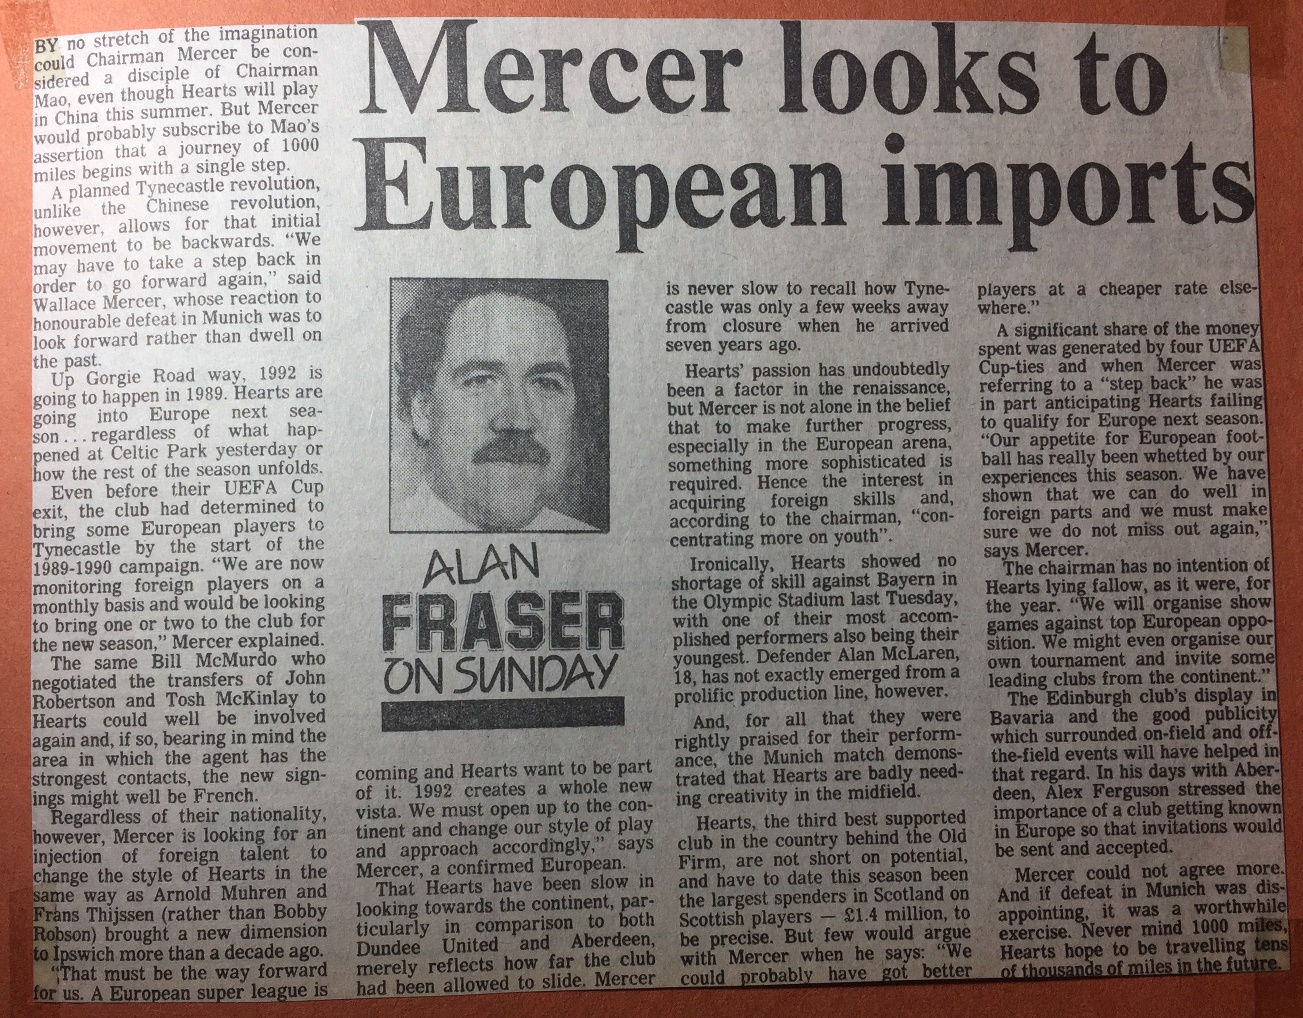 Mercer looks to
European imports
BY no stretch of the imagination
could Chairman Mercer be con-
sidered a disciple of Chairman
Mao, even though Hearts will play
in China this summer. But Mercer
would probably subscribe to Mao's
assertion that a journey of 1000
miles begins with a single step.
A planned Tynecastle revolution,
unlike the Chinese revolution,
however, allows for that initial
movement to be backwards. "We
may have to take a step back in
order to go forward again," said
Wallace Mercer, whose reaction to
honourable defeat in Munich was to
look forward rather than dwell on
the past.
Up Gorgie Road way, 1992 is
going to happen in 1989. Hearts are
going into Europe next sea-
son . . . regardless of what hap-
pened at Celtic Park yesterday or
how the rest of the season unfolds.
Even before their UEFA Cup
exit, the club had determined to
bring some European players to
Tynecastle by the start of the
1989-1990 campaign. "We are now
monitoring foreign players on a
monthly basis and would be looking
to bring one or two to the club for
the new season," Mercer explained.
The same Bill McMurdo who
negotiated the transfers of John
Robertson and Tosh McKinlay to
Hearts could well be involved
again and, if so, bearing in mind the
area in which the agent has the
strongest contacts, the new sign-
ings might well be French.
Regardless of their nationality,
however, Mercer is looking for an
injection of foreign talent to
change the style of Hearts in the
same way as Arnold Muhren and
Frans Thijssen (rather than Bobby
Robson) brought a new dimension
to Ipswich more than a decade ago.
"That must be the way forward
for us. A European super league is
ALAN
FRASER
ON SUNDAY
coming and Hearts want to be part
of it. 1992 creates a whole new
vista. We must open up to the con-
tinent and change our style of play
and approach accordingly," says
Mercer, a confirmed European.
That Hearts have been slow in
looking towards the continent, par-
ticularly in comparison to both
Dundee United and Aberdeen,
merely reflects how far the club
had been allowed to slide. Mercer
is never slow to recall how Tyne-
castle was only a few weeks away
from closure when he arrived
seven years ago.
Hearts' passion has undoubtedly
been a factor in the renaissance,
but Mercer is not alone in the belief
that to make further progress,
especially in the European arena,
something more sophisticated is
required. Hence the interest in
acquiring foreign skills and,
according to the chairman, "con-
centrating more on youth".
Ironically, Hearts showed no
shortage of skill against Bayern in
the Olympic Stadium last Tuesday,
with one of their most accom-
plished performers also being their
youngest. Defender Alan McLaren,
18, has not exactly emerged from a
prolific production line, however.
And, for all that they were
rightly praised for their perform-
ance, the Munich match demons-
trated that Hearts are badly need-
ing creativity in the midfield.
Hearts, the third best supported
club in the country behind the Old
Firm, are not short on potential,
and have to date this season been
the largest spenders in Scotland on
Scottish players — £1.4 million, to
be precise. But few would argue
with Mercer when he says: "We
could probably have got better
players at a cheaper rate else-
where."
A significant share of the money
spent was generated by four UEFA
Cup-ties and when Mercer was
referring to a "step back" he was
in part anticipating Hearts failing
to qualify for Europe next season.
"Our appetite for European foot-
ball has really been whetted by our
experiences this season. We have
shown that we can do well in
foreign parts and we must make
sure we do not miss out again,"
says Mercer.
The chairman has no intention of
Hearts lying fallow, as it were, for
the year. "We will organise show
games against top European oppo-
sition. We might even organise our
own tournament and invite some
leading clubs from the continent."
The Edinburgh club's display in
Bavaria and the good publicity
which surrounded on-field and off-
the-field events will have helped in
that regard. In his days with Aber-
deen, Alex Ferguson stressed the
importance of a club getting known
in Europe so that invitations would
be sent and accepted.
Mercer could not agree more.
And if defeat in Munich was dis-
appointing, it was a worthwhile
exercise. Never mind 1000 miles,
Hearts hope to be travelling tens
of thousands of miles in the future.